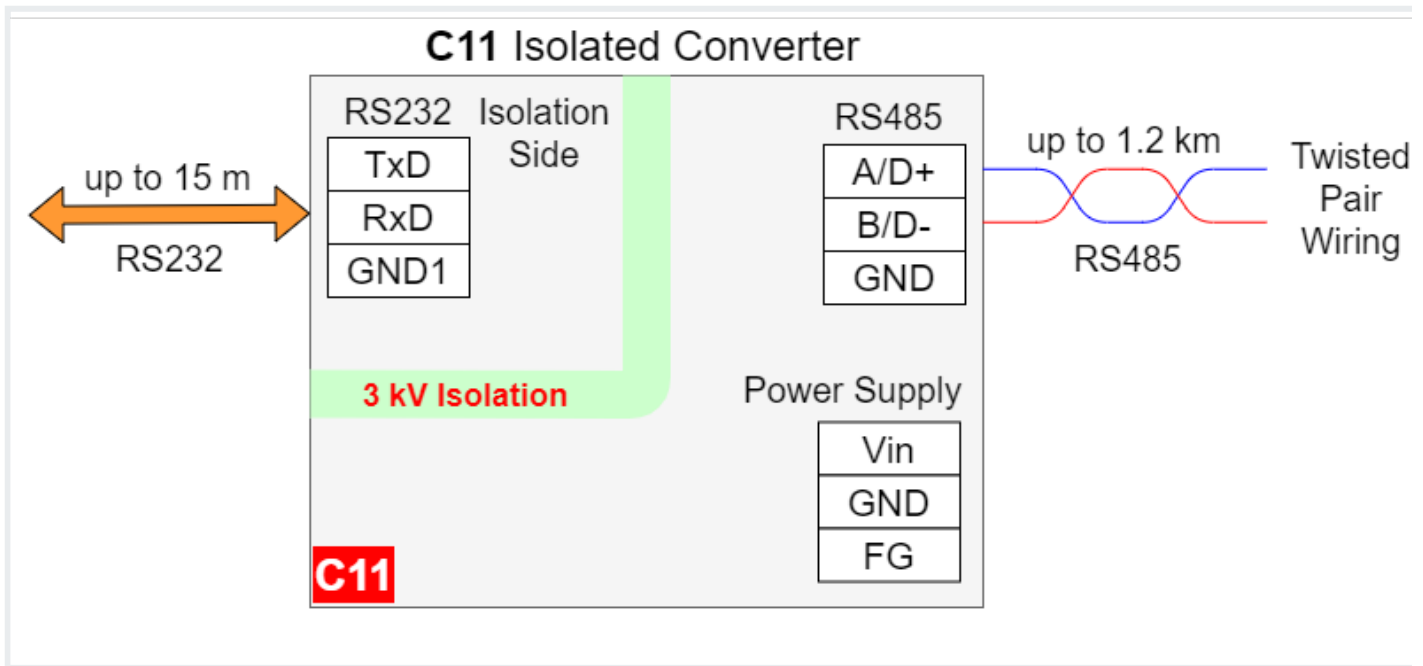 C11 Isolated Converter
RS232
Isolation
Side
TxD
RxD
GND1
up to 15 m
RS232
RS485
A/D+
B/D-
GND
up to 1.2 km
RS485
Twisted
Pair
Wiring
3 kV Isolation
Power Supply
Vin
GND
FG
C11